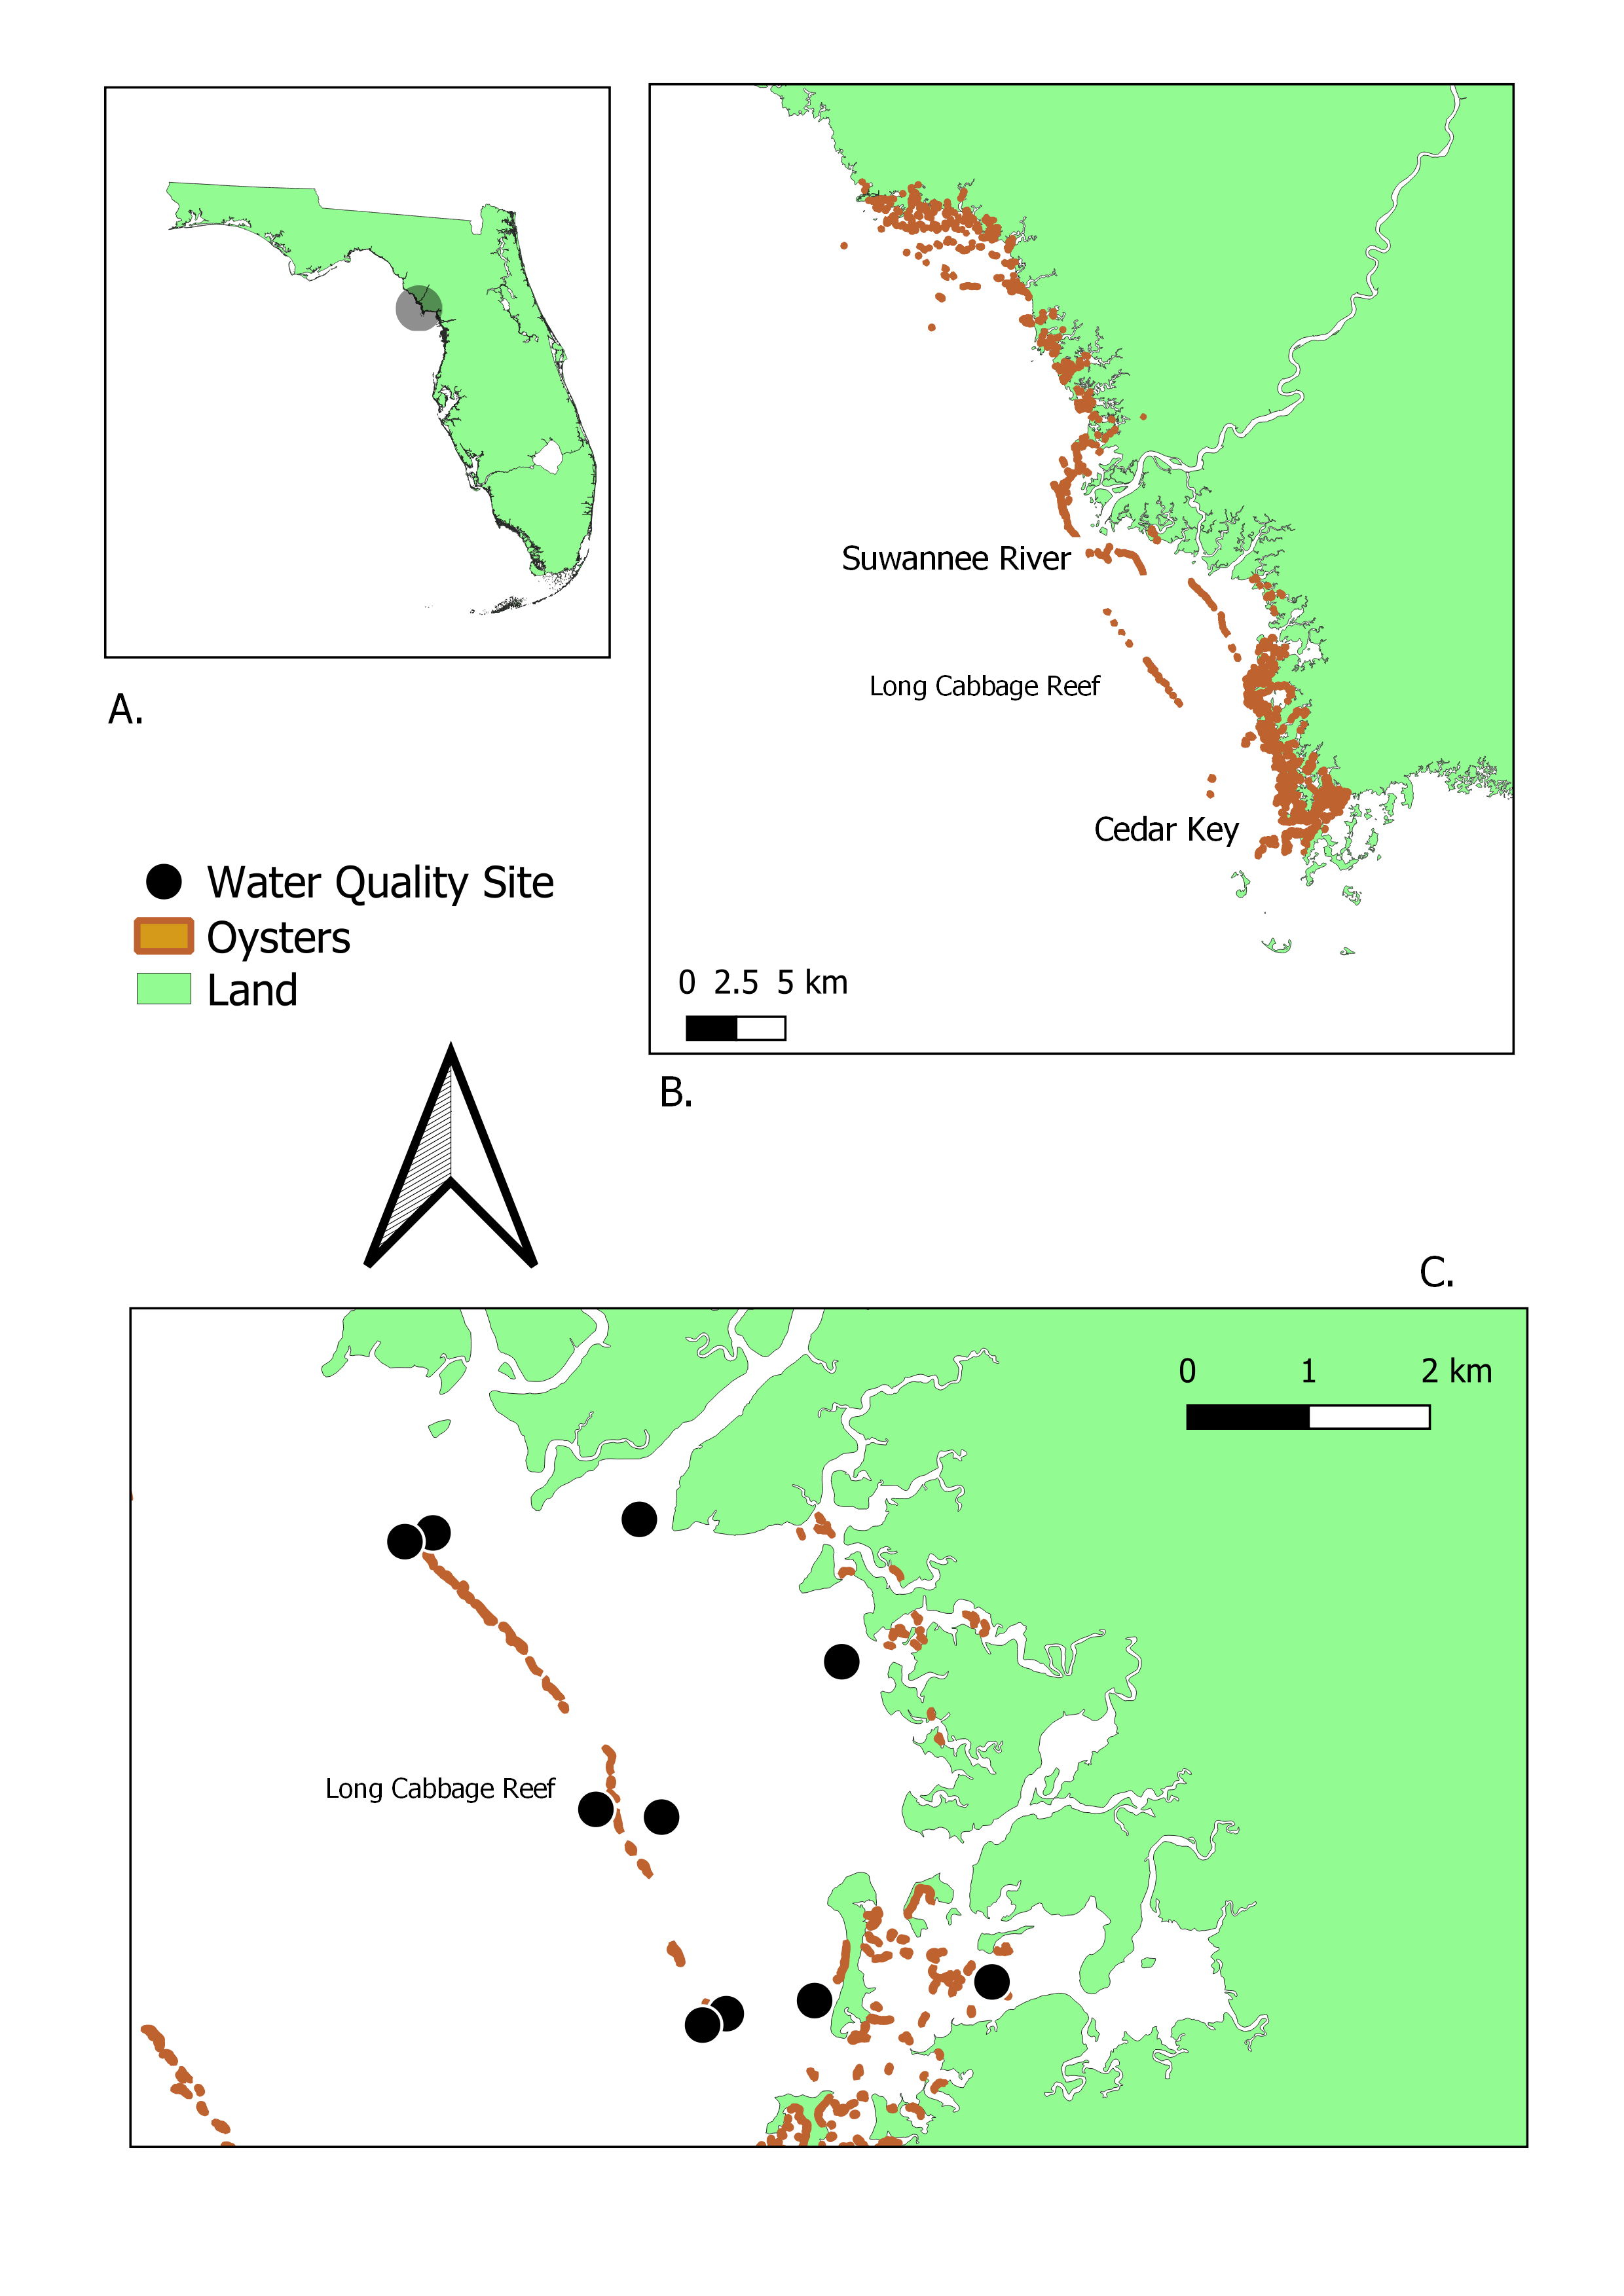 A.
Suwannee River
Long Cabbage Reef
Cedar Key
0 2.5 5 km
B.
Water Quality Site
Oysters
Land
C.
0 1 2 km
Long Cabbage Reef